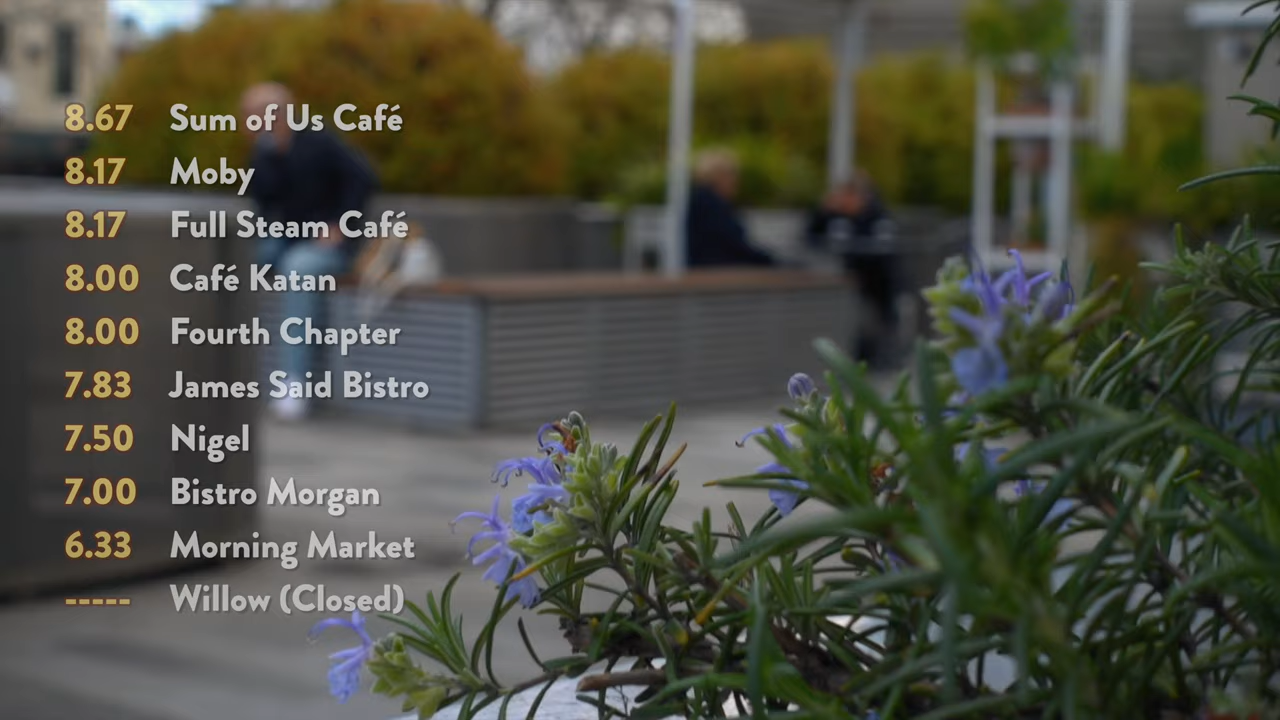 8.67 Sum of Us Café
8.17 Moby
8.17 Full Steam Café
8.00 Café Katan
8.00 Fourth Chapter
7.83 James Said Bistro
7.50 Nigel
7.00 Bistro Morgan
6.33 Morning Market
----- Willow (Closed)